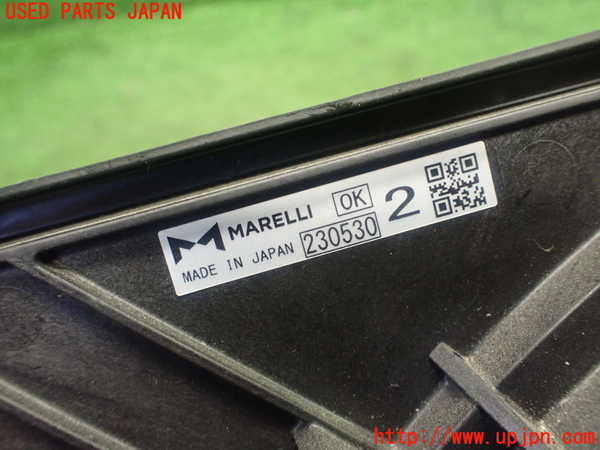 USED PARTS JAPAN
MARELLI OK 2
MADE IN JAPAN 230530
http://www.upjpn.com/